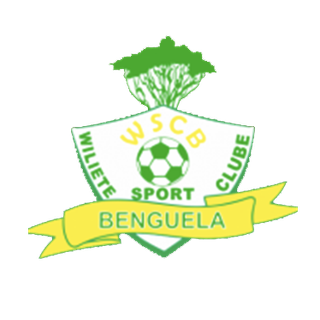 WSCB
WILIETE
SPORT
CLUBE
BENGUELA